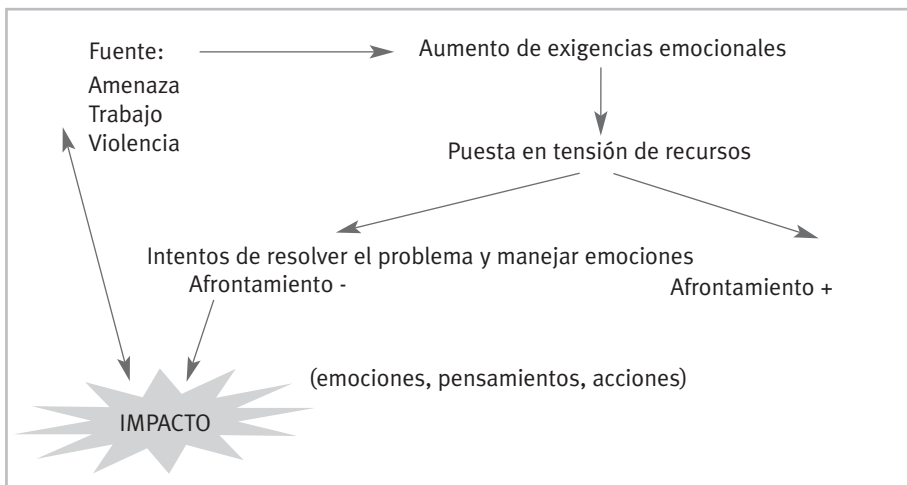 Fuente:
Amenaza
Trabajo
Violencia
Aumento de exigencias emocionales
Puesta en tensión de recursos
Intentos de resolver el problema y manejar emociones
Afrontamiento -
Afrontamiento +
(emociones, pensamientos, acciones)
IMPACTO